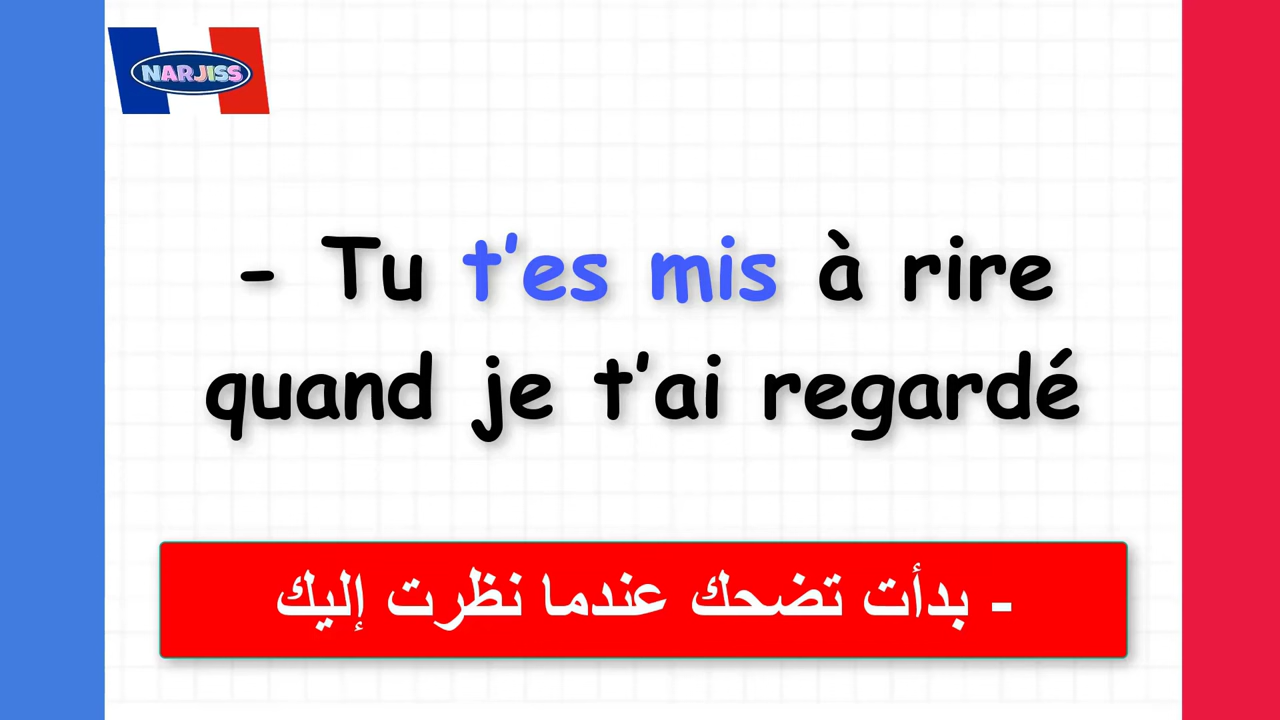 NARJISS
- Tu t’es mis à rire
quand je t’ai regardé
- بدأت تضحك عندما نظرت إليك